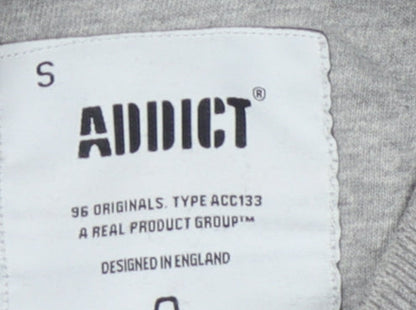 S
ADDICT®
96 ORIGINALS. TYPE ACC133
A REAL PRODUCT GROUP™
DESIGNED IN ENGLAND